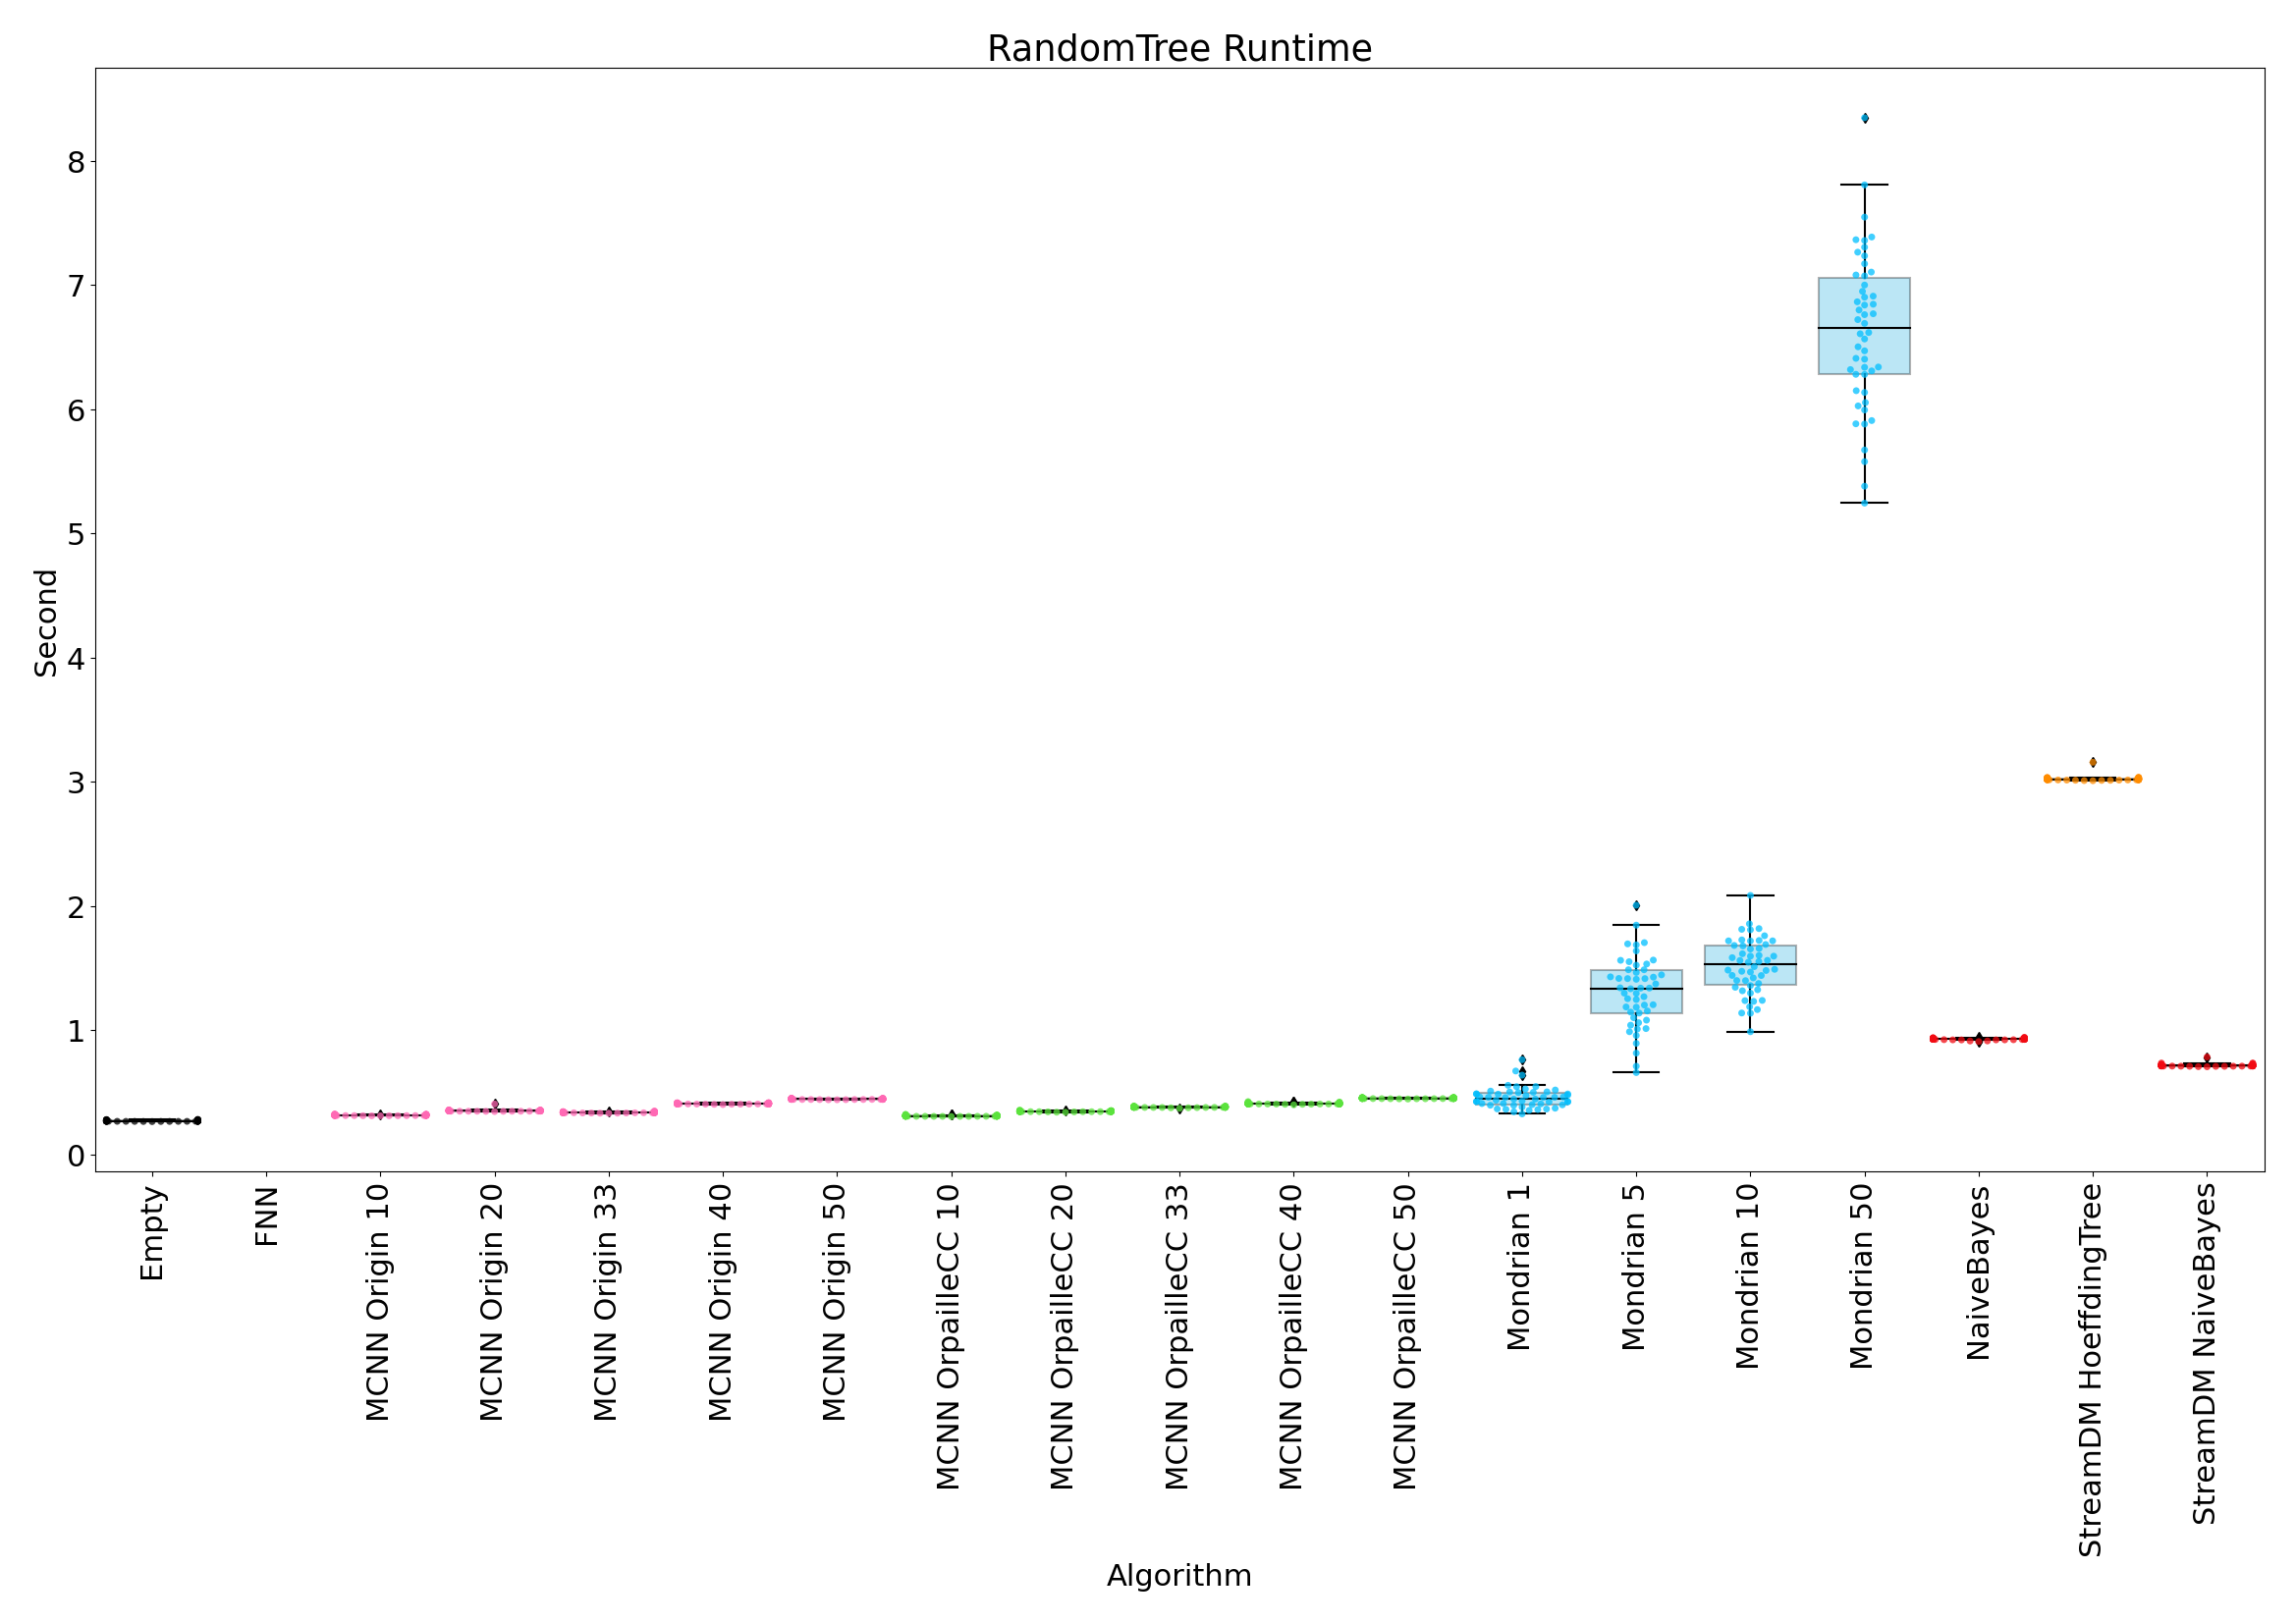 RandomTree Runtime
Second
8
7
6
5
4
3
2
1
0
Empty
FNN
MCNN Origin 10
MCNN Origin 20
MCNN Origin 33
MCNN Origin 40
MCNN Origin 50
MCNN OrpailleCC 10
MCNN OrpailleCC 20
MCNN OrpailleCC 33
MCNN OrpailleCC 40
MCNN OrpailleCC 50
Mondrian 1
Mondrian 5
Mondrian 10
Mondrian 50
NaiveBayes
StreamDM HoeffdingTree
StreamDM NaiveBayes
Algorithm